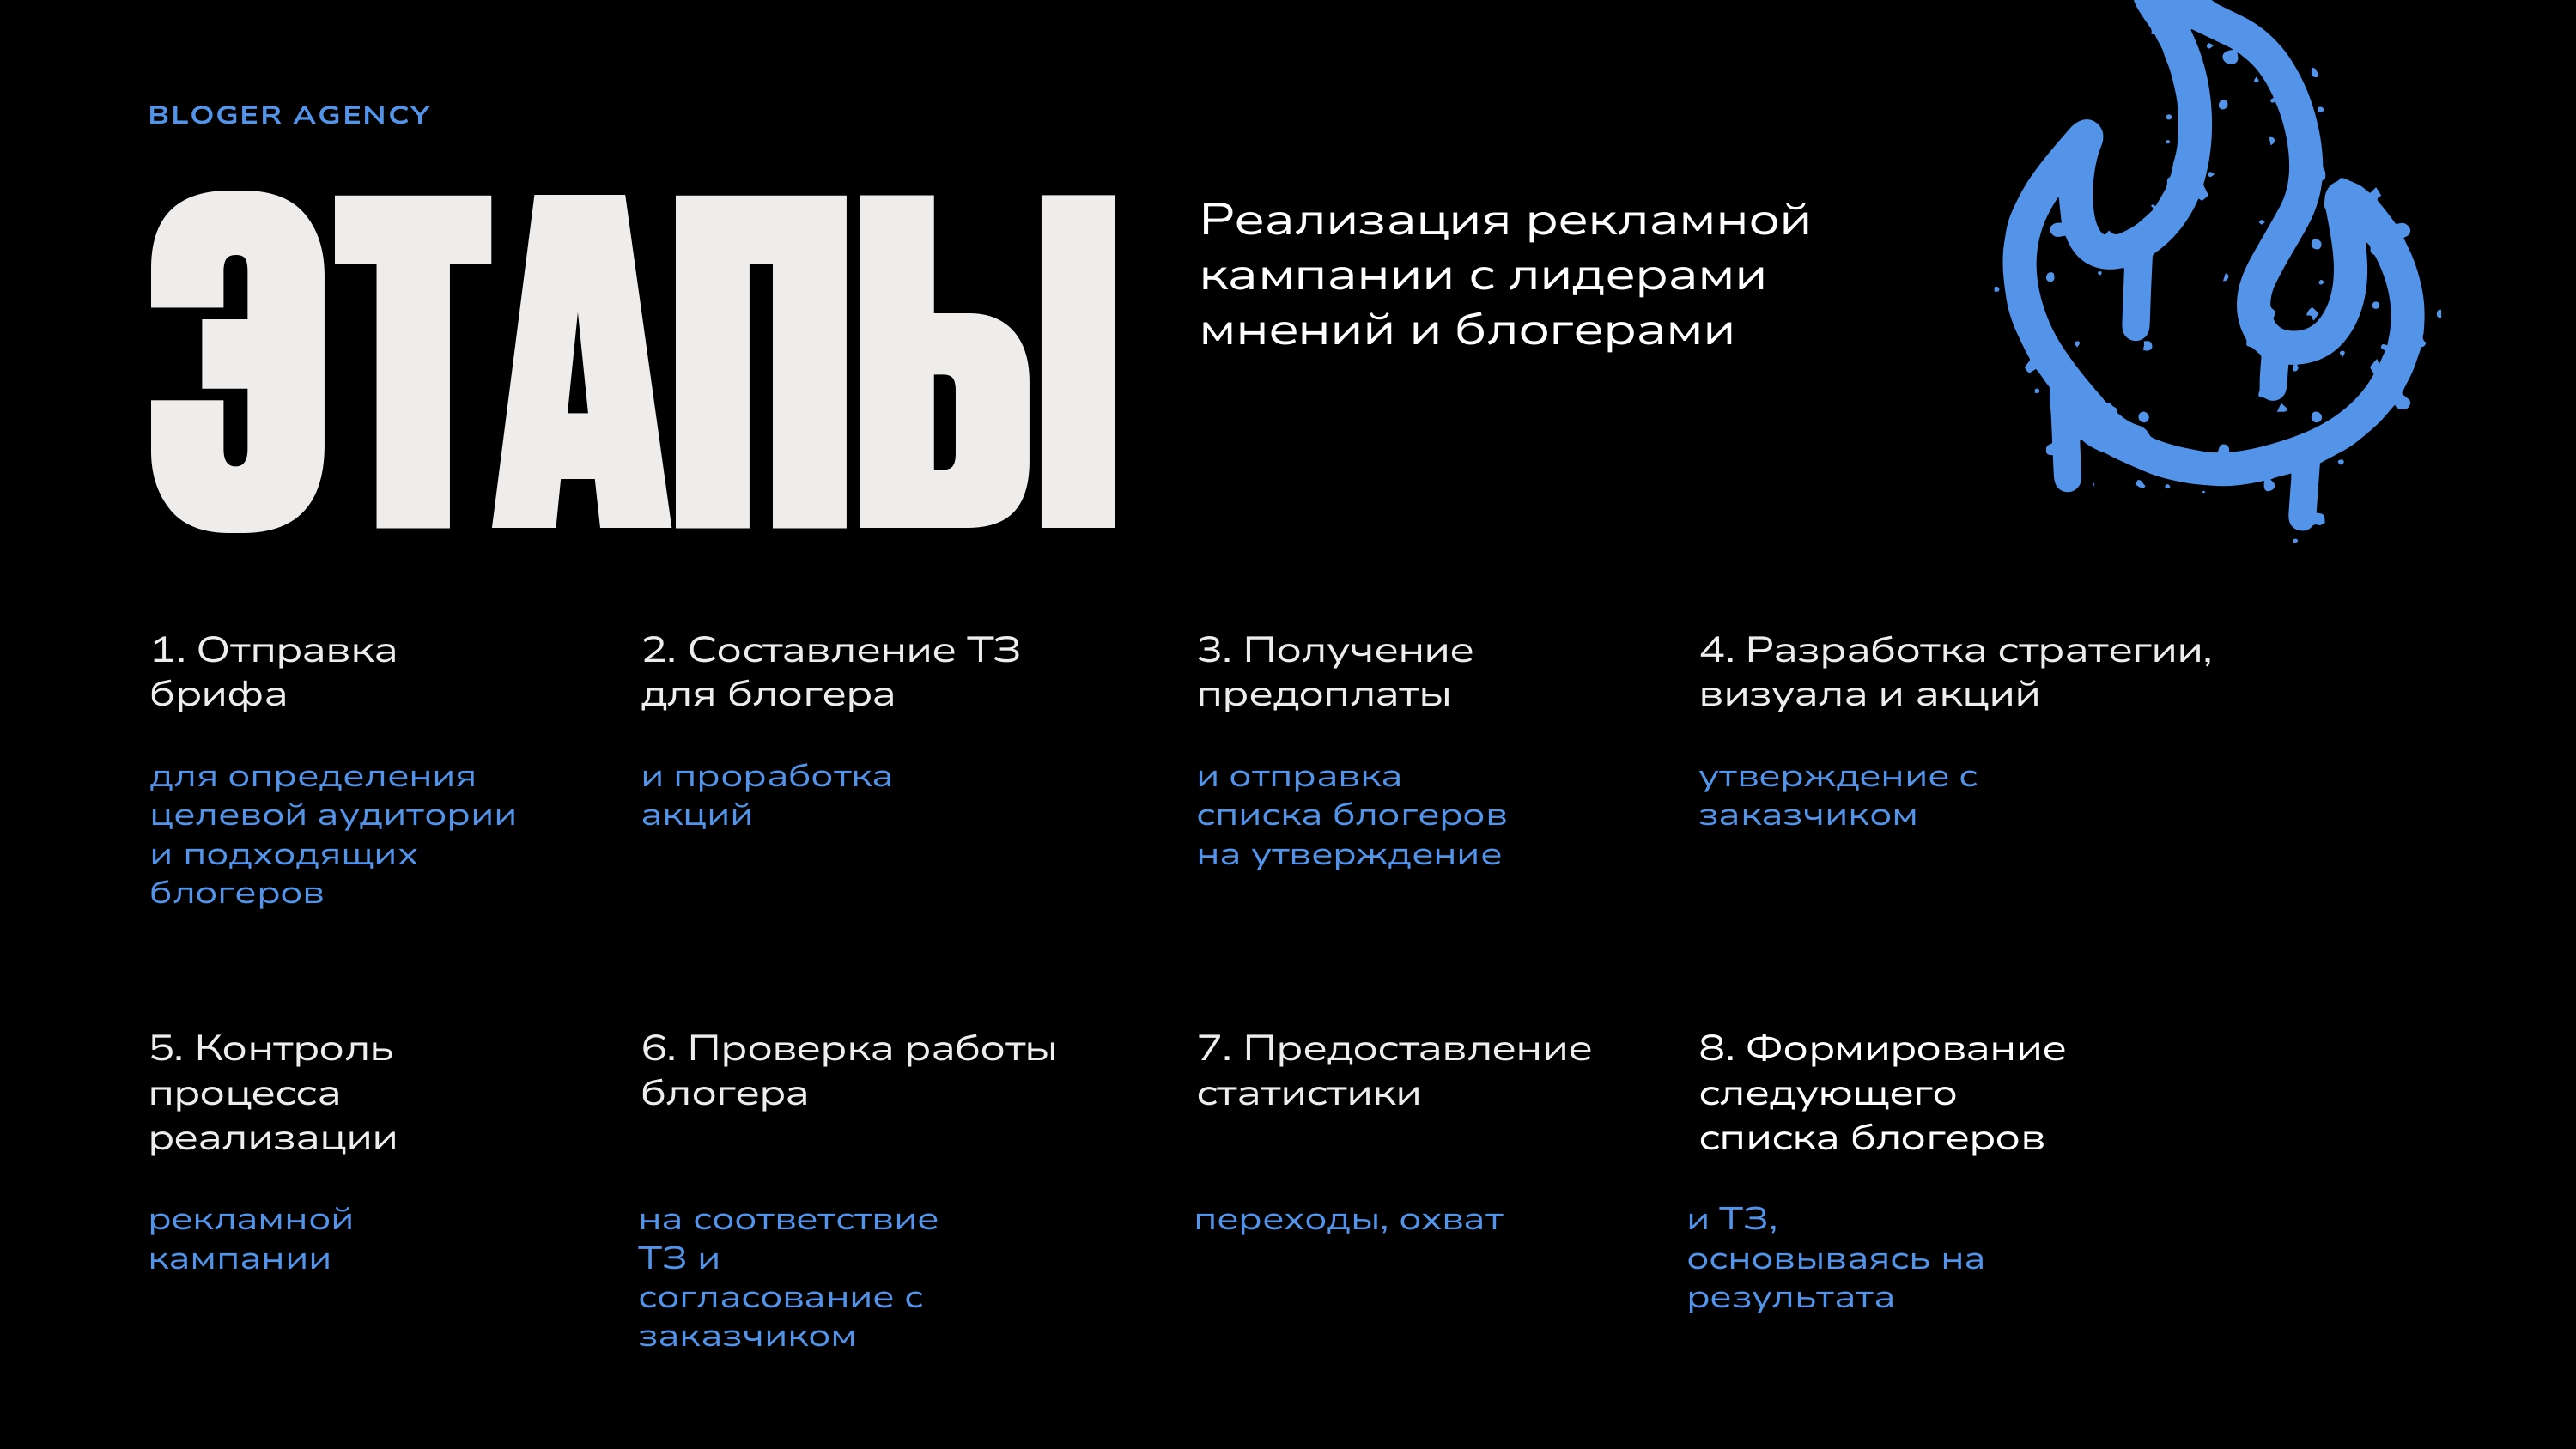 BLOGER AGENCY
ЭТАПЫ
Реализация рекламной
кампании с лидерами
мнений и блогерами
1. Отправка
брифа
для определения
целевой аудитории
и подходящих
блогеров
2. Составление ТЗ
для блогера
и проработка
акций
3. Получение
предоплаты
и отправка
списка блогеров
на утверждение
4. Разработка стратегии,
визуала и акций
утверждение с
заказчиком
5. Контроль
процесса
реализации
рекламной
кампании
6. Проверка работы
блогера
на соответствие
ТЗ и
согласование с
заказчиком
7. Предоставление
статистики
переходы, охват
8. Формирование
следующего
списка блогеров
и ТЗ,
основываясь на
результата